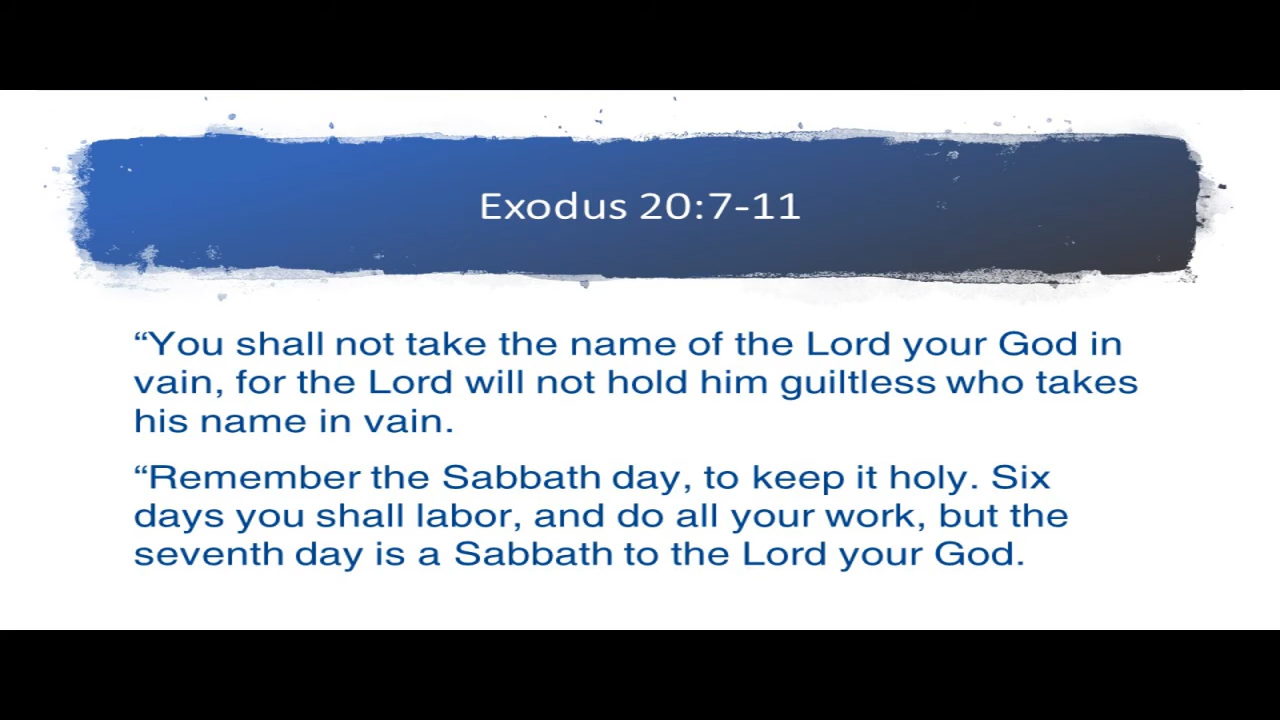 Exodus 20:7-11
“You shall not take the name of the Lord your God in
vain, for the Lord will not hold him guiltless who takes
his name in vain.
“Remember the Sabbath day, to keep it holy. Six
days you shall labor, and do all your work, but the
seventh day is a Sabbath to the Lord your God.